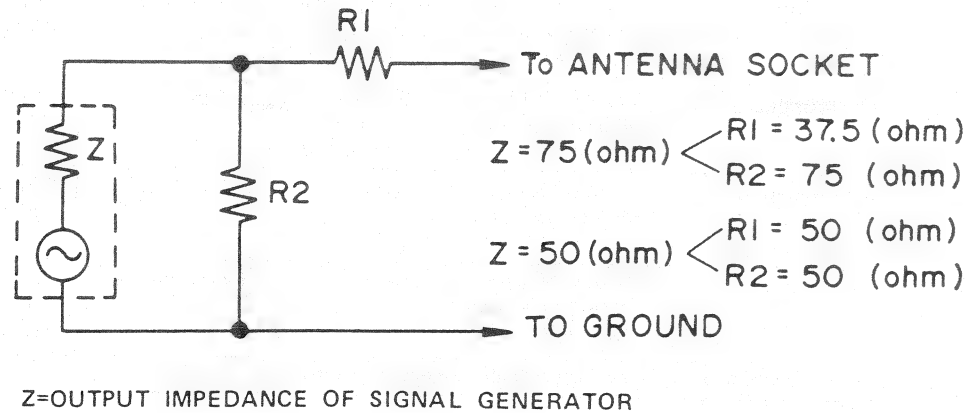 R1
To ANTENNA SOCKET
Z
R2
Z = 75 (ohm)
R1 = 37.5 (ohm)
R2 = 75 (ohm)
Z = 50 (ohm)
R1 = 50 (ohm)
R2 = 50 (ohm)
TO GROUND
Z=OUTPUT IMPEDANCE OF SIGNAL GENERATOR